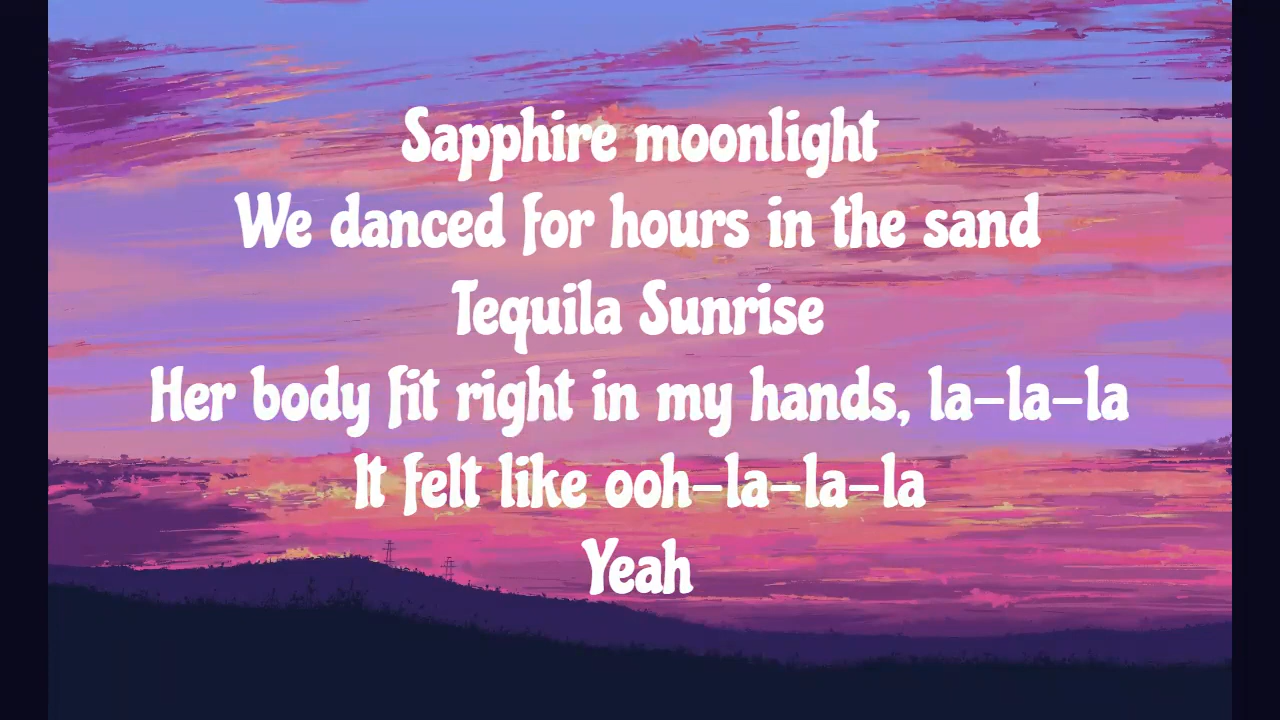 Sapphire moonlight
We danced for hours in the sand
Tequila Sunrise
Her body fit right in my hands, la-la-la
It felt like ooh-la-la-la
Yeah